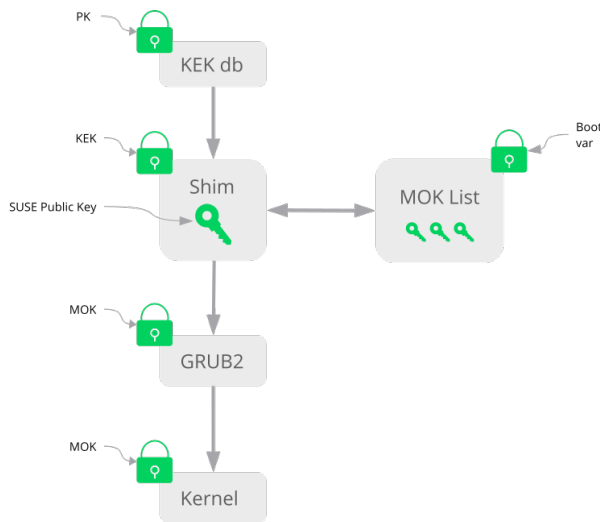 PK
KEK db
KEK
Shim
SUSE Public Key
Boot
var
MOK List
MOK
GRUB2
MOK
Kernel